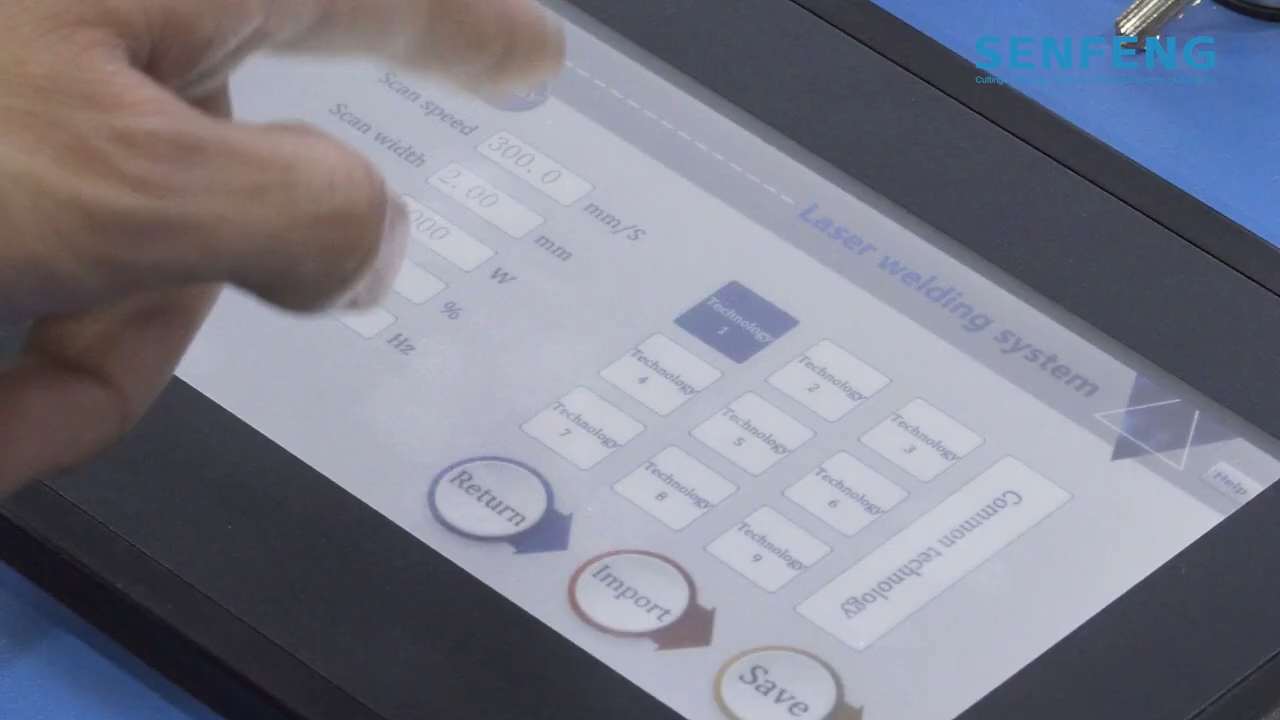 SENFENG
Laser welding system
Help
Scan speed 300. 0 mm/S
Scan width 2. 00 mm
000 W
%
Hz
Technology 1
Technology 2
Technology 3
Technology 4
Technology 5
Technology 6
Technology 7
Technology 8
Technology 9
Common technology
Return
Import
Save